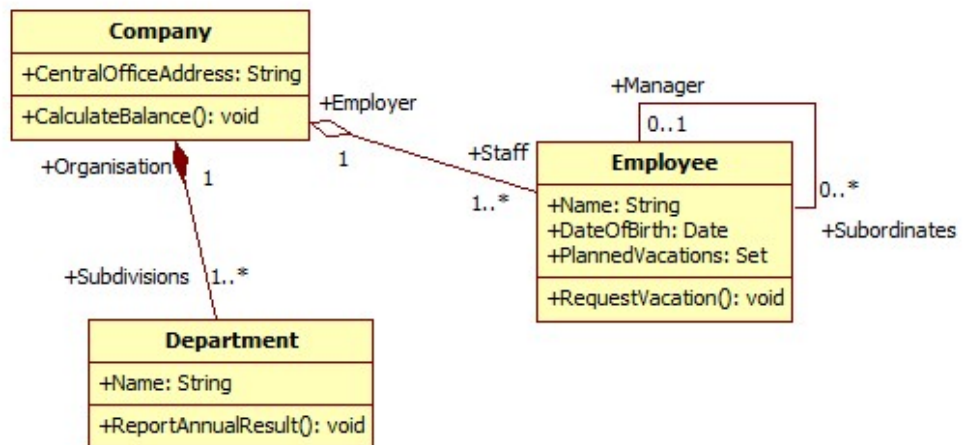 Company
+CentralOfficeAddress: String
+CalculateBalance(): void
+Employer
1
+Organisation
1
+Manager
0..1
+Staff
1..*
Employee
+Name: String
+DateOfBirth: Date
+PlannedVacations: Set
+RequestVacation(): void
0..*
+Subordinates
+Subdivisions
1..*
Department
+Name: String
+ReportAnnualResult(): void